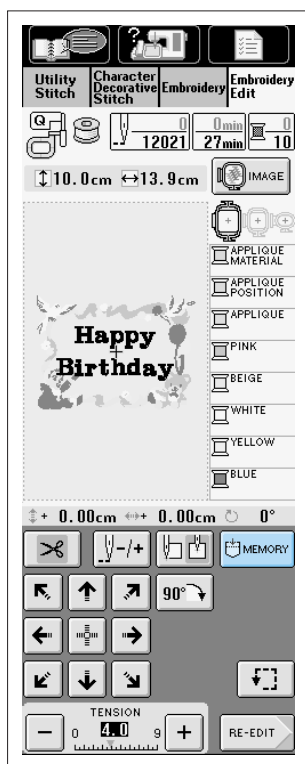 Utility Stitch
Character Decorative Stitch
Embroidery
Embroidery Edit
Q
0
12021
0min
27min
0
10
10.0cm 13.9cm
IMAGE
APPLIQUE MATERIAL
APPLIQUE POSITION
APPLIQUE
PINK
BEIGE
WHITE
YELLOW
BLUE
Happy
Birthday
+ 0.00cm + 0.00cm 0°
-/+
MEMORY
90°
TENSION
− 0 4.0 9 +
RE-EDIT